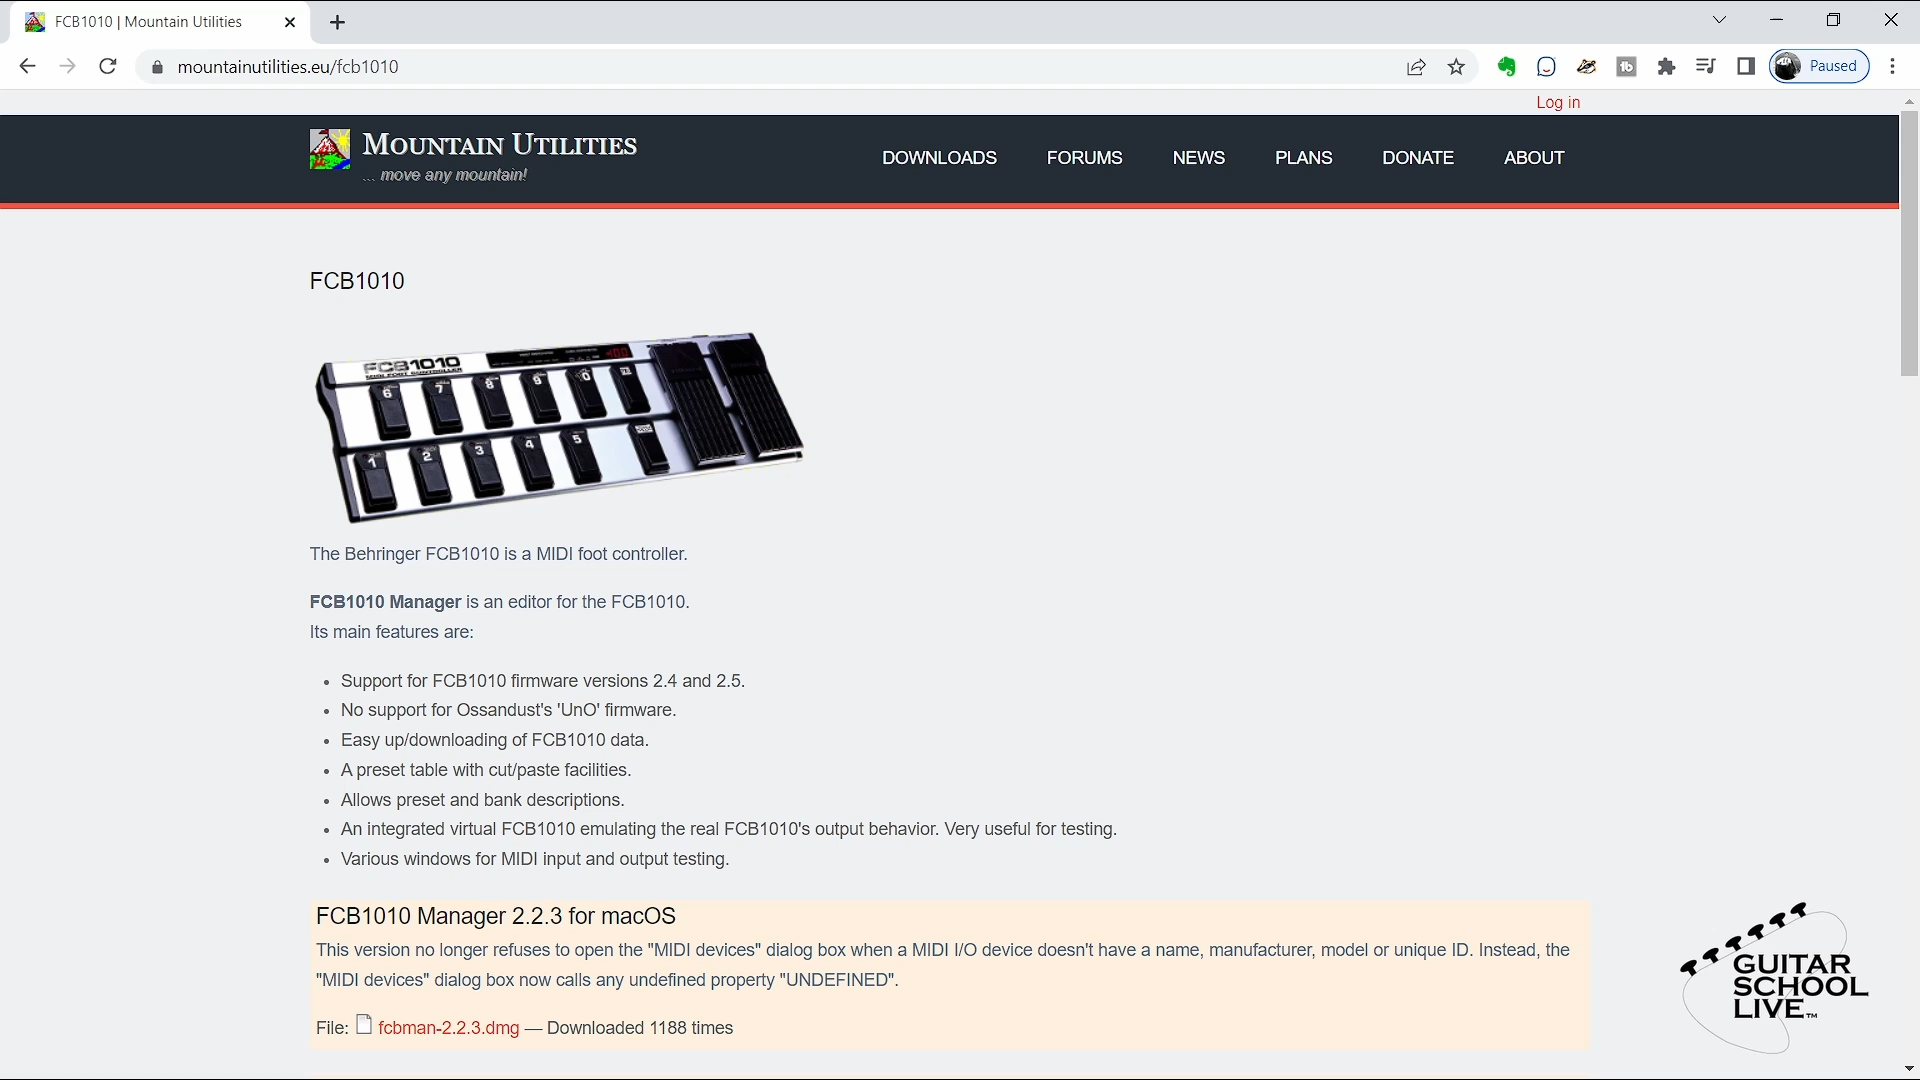 FCB1010 | Mountain Utilities
mountainutilities.eu/fcb1010
Paused
Log in
MOUNTAIN UTILITIES
... move any mountain!
DOWNLOADS
FORUMS
NEWS
PLANS
DONATE
ABOUT
FCB1010
FCB1010
6
7
8
9
1
2
3
4
5
The Behringer FCB1010 is a MIDI foot controller.
FCB1010 Manager is an editor for the FCB1010.
Its main features are:
• Support for FCB1010 firmware versions 2.4 and 2.5.
• No support for Ossandust's 'UnO' firmware.
• Easy up/downloading of FCB1010 data.
• A preset table with cut/paste facilities.
• Allows preset and bank descriptions.
• An integrated virtual FCB1010 emulating the real FCB1010's output behavior. Very useful for testing.
• Various windows for MIDI input and output testing.
FCB1010 Manager 2.2.3 for macOS
This version no longer refuses to open the "MIDI devices" dialog box when a MIDI I/O device doesn't have a name, manufacturer, model or unique ID. Instead, the
"MIDI devices" dialog box now calls any undefined property "UNDEFINED".
File: fcbman-2.2.3.dmg — Downloaded 1188 times
GUITAR
SCHOOL
LIVE™